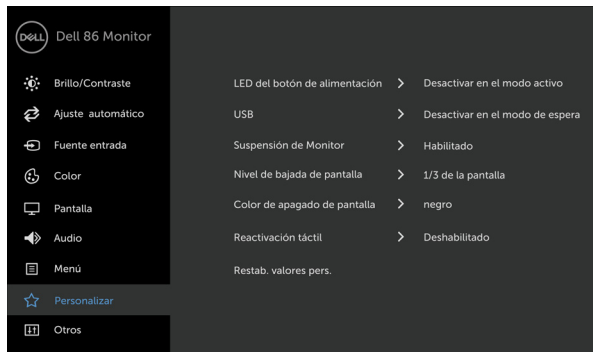 DELL Dell 86 Monitor
Brillo/Contraste
Ajuste automático
Fuente entrada
Color
Pantalla
Audio
Menú
Personalizar
Otros
LED del botón de alimentación > Desactivar en el modo activo
USB > Desactivar en el modo de espera
Suspensión de Monitor > Habilitado
Nivel de bajada de pantalla > 1/3 de la pantalla
Color de apagado de pantalla > negro
Reactivación táctil > Deshabilitado
Restab. valores pers.